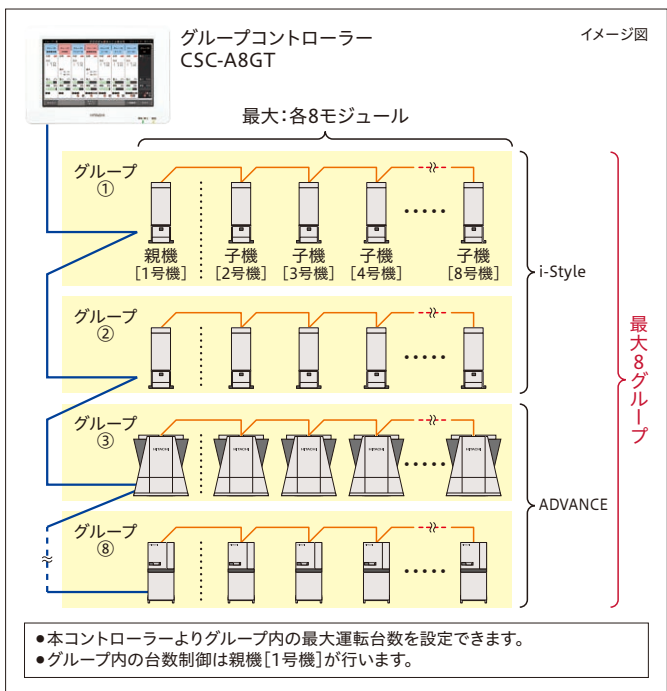 グループコントローラー
CSC-A8GT
イメージ図
HITACHI
最大：各8モジュール
グループ
①
親機
[1号機]
子機
[2号機]
子機
[3号機]
子機
[4号機]
子機
[8号機]
i-Style
グループ
②
最大8グループ
グループ
③
HITACHI
HITACHI
HITACHI
HITACHI
HITACHI
ADVANCE
グループ
⑧
●本コントローラーよりグループ内の最大運転台数を設定できます。
●グループ内の台数制御は親機[1号機]が行います。